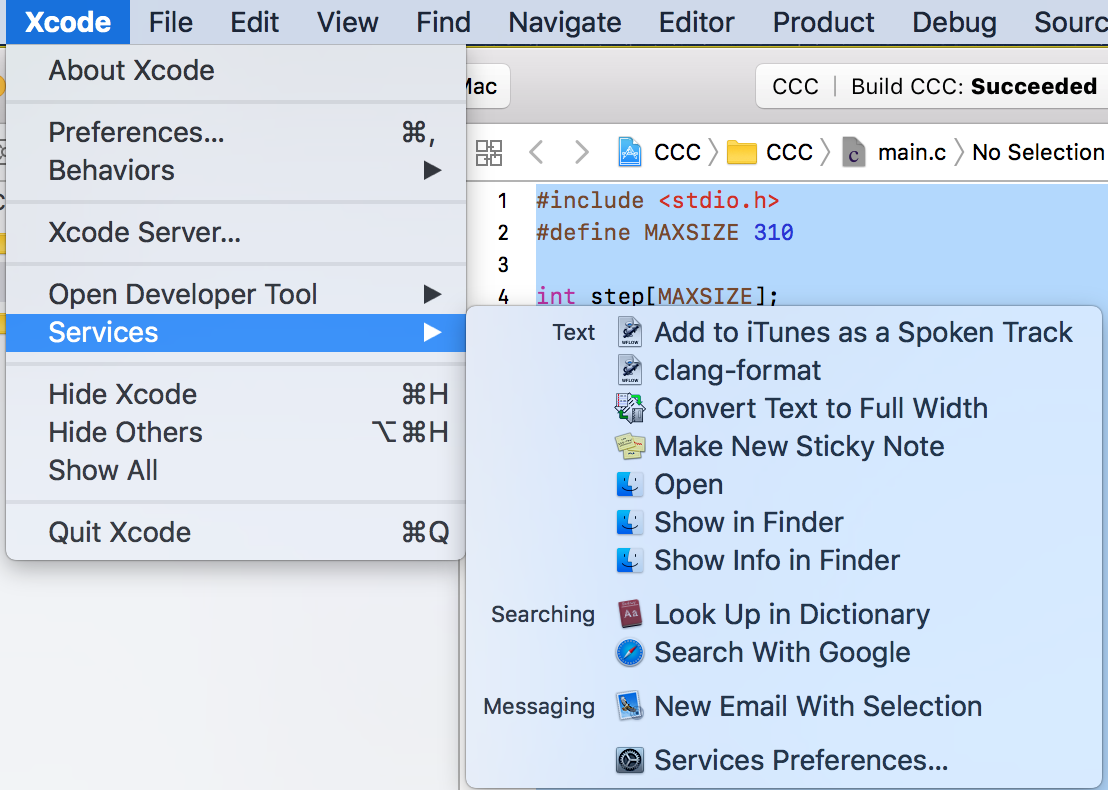 Xcode File Edit View Find Navigate Editor Product Debug
About Xcode
Preferences... ⌘,
Behaviors ▶
Xcode Server...
Open Developer Tool ▶
Services ▶
Hide Xcode ⌘H
Hide Others ⌥⌘H
Show All
Quit Xcode ⌘Q
Mac
CCC | Build CCC: Succeeded
CCC 〉 CCC 〉 c main.c 〉 No Selection
1 #include <stdio.h>
2 #define MAXSIZE 310
3
4 int step[MAXSIZE];
Text Add to iTunes as a Spoken Track
clang-format
Convert Text to Full Width
Make New Sticky Note
Open
Show in Finder
Show Info in Finder
Searching Look Up in Dictionary
Search With Google
Messaging New Email With Selection
Services Preferences...